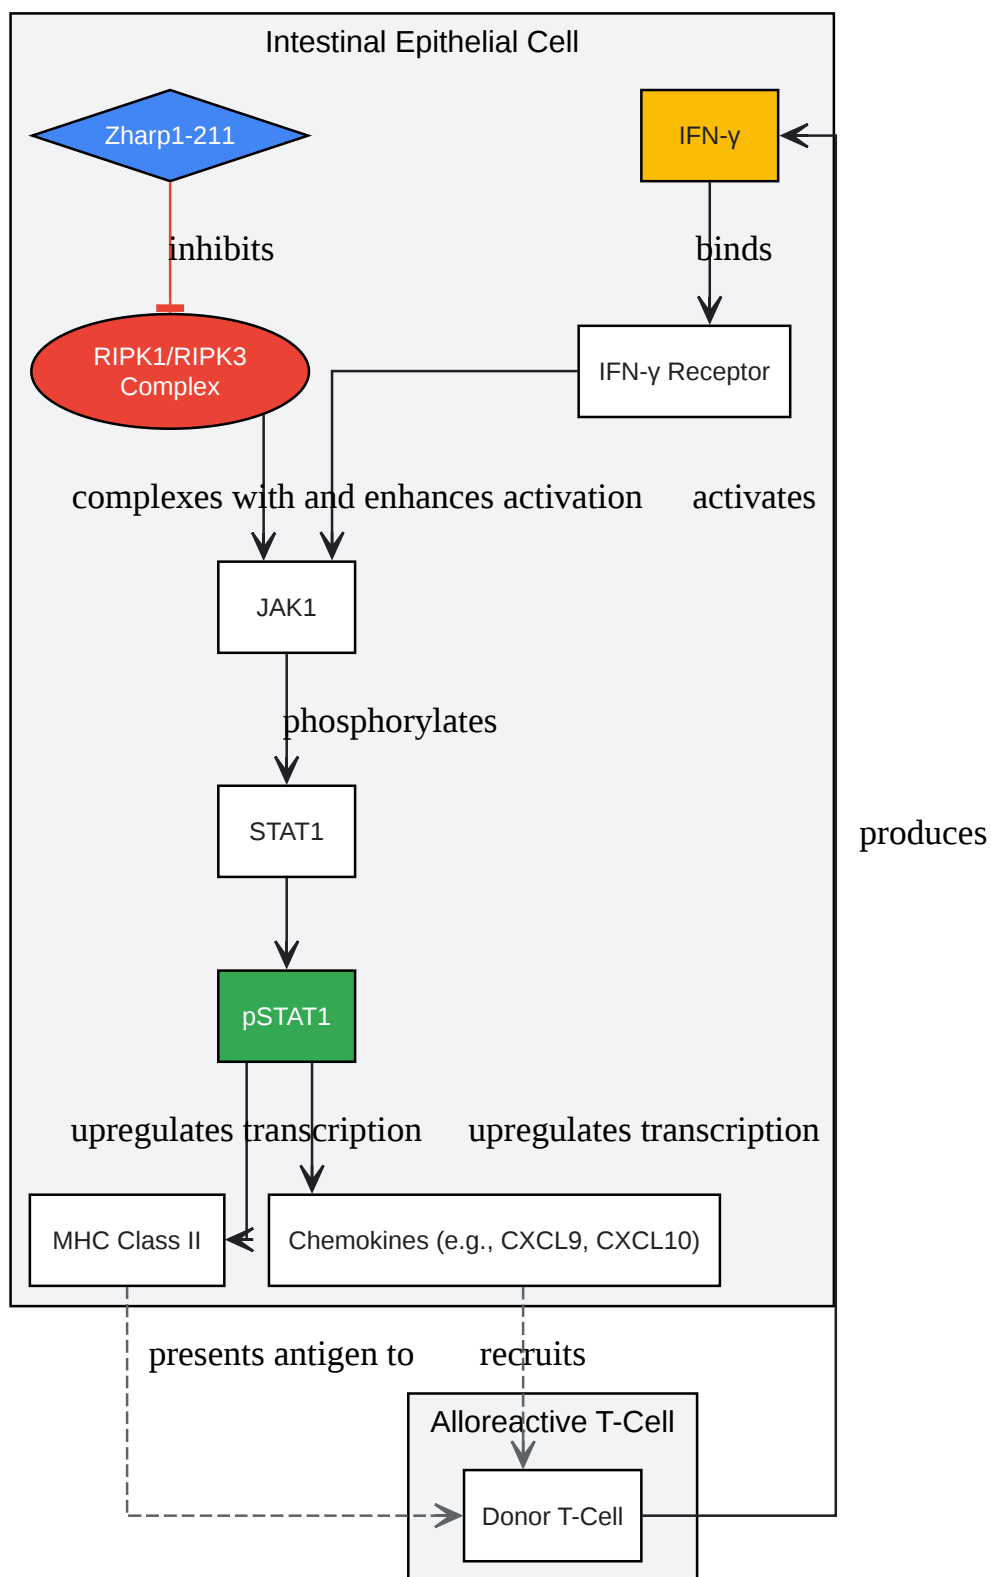 Intestinal Epithelial Cell
Zharp1-211
IFN-γ
inhibits
binds
RIPK1/RIPK3
Complex
IFN-γ Receptor
complexes with and enhances activation
activates
JAK1
phosphorylates
STAT1
produces
pSTAT1
upregulates transcription
upregulates transcription
MHC Class II
Chemokines (e.g., CXCL9, CXCL10)
presents antigen to
recruits
Alloreactive T-Cell
Donor T-Cell